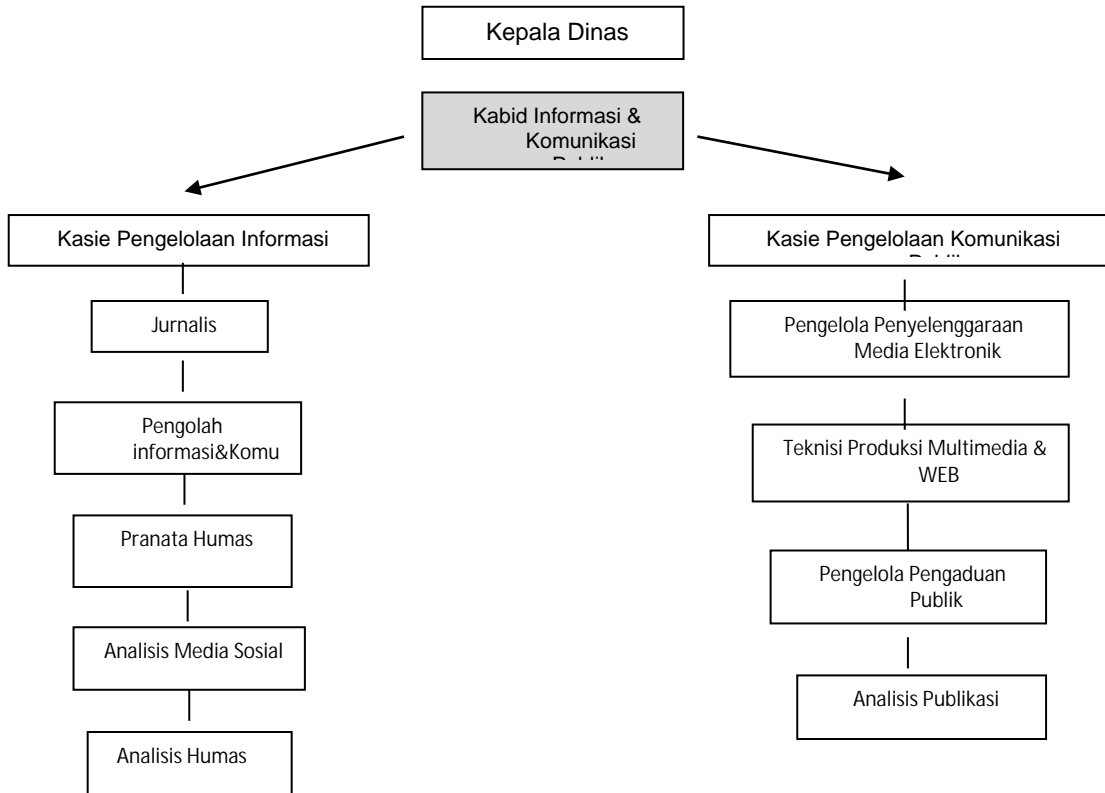 Kepala Dinas
Kabid Informasi &
Komunikasi
Kasie Pengelolaan Informasi
Jurnalis
Pengolah
informasi&Komu
Pranata Humas
Analisis Media Sosial
Analisis Humas
Kasie Pengelolaan Komunikasi
Pengelola Penyelenggaraan
Media Elektronik
Teknisi Produksi Multimedia &
WEB
Pengelola Pengaduan
Publik
Analisis Publikasi